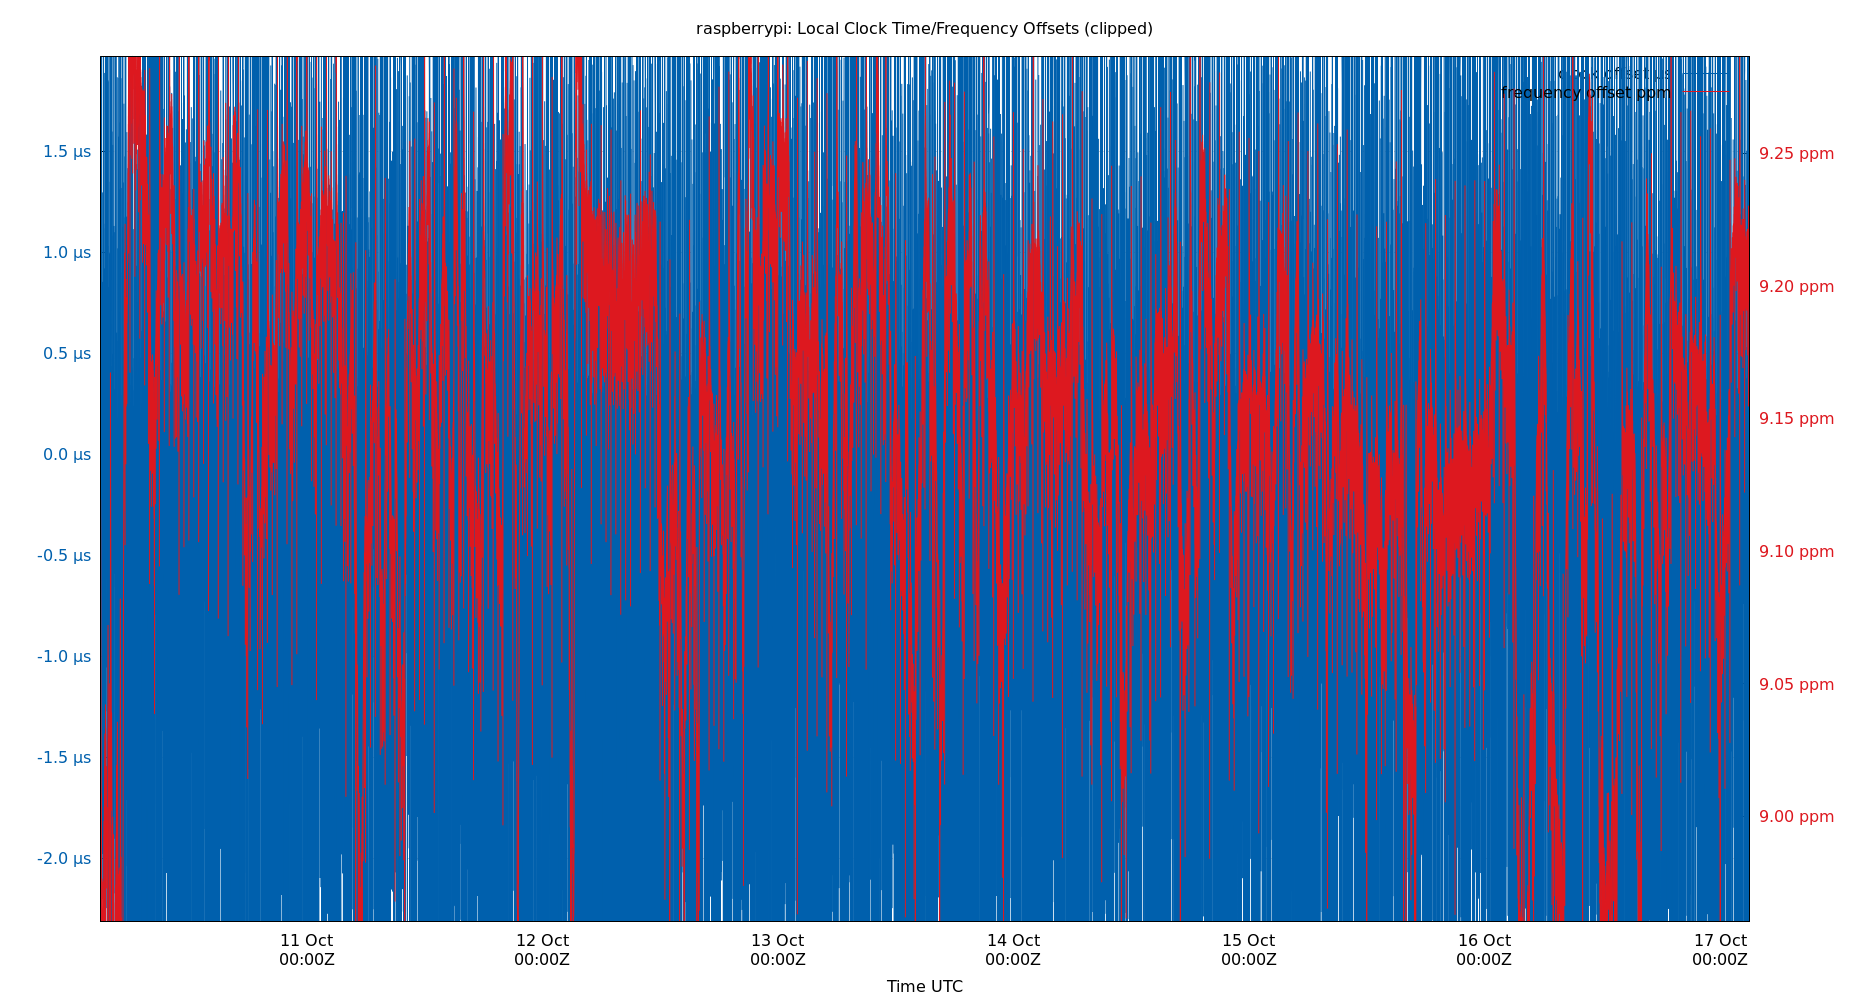 raspberrypi: Local Clock Time/Frequency Offsets (clipped)
clock offset µs
frequency offset ppm
1.5 µs
1.0 µs
0.5 µs
0.0 µs
-0.5 µs
-1.0 µs
-1.5 µs
-2.0 µs
9.25 ppm
9.20 ppm
9.15 ppm
9.10 ppm
9.05 ppm
9.00 ppm
11 Oct 12 Oct 13 Oct 14 Oct 15 Oct 16 Oct 17 Oct
00:00Z 00:00Z 00:00Z 00:00Z 00:00Z 00:00Z 00:00Z
Time UTC